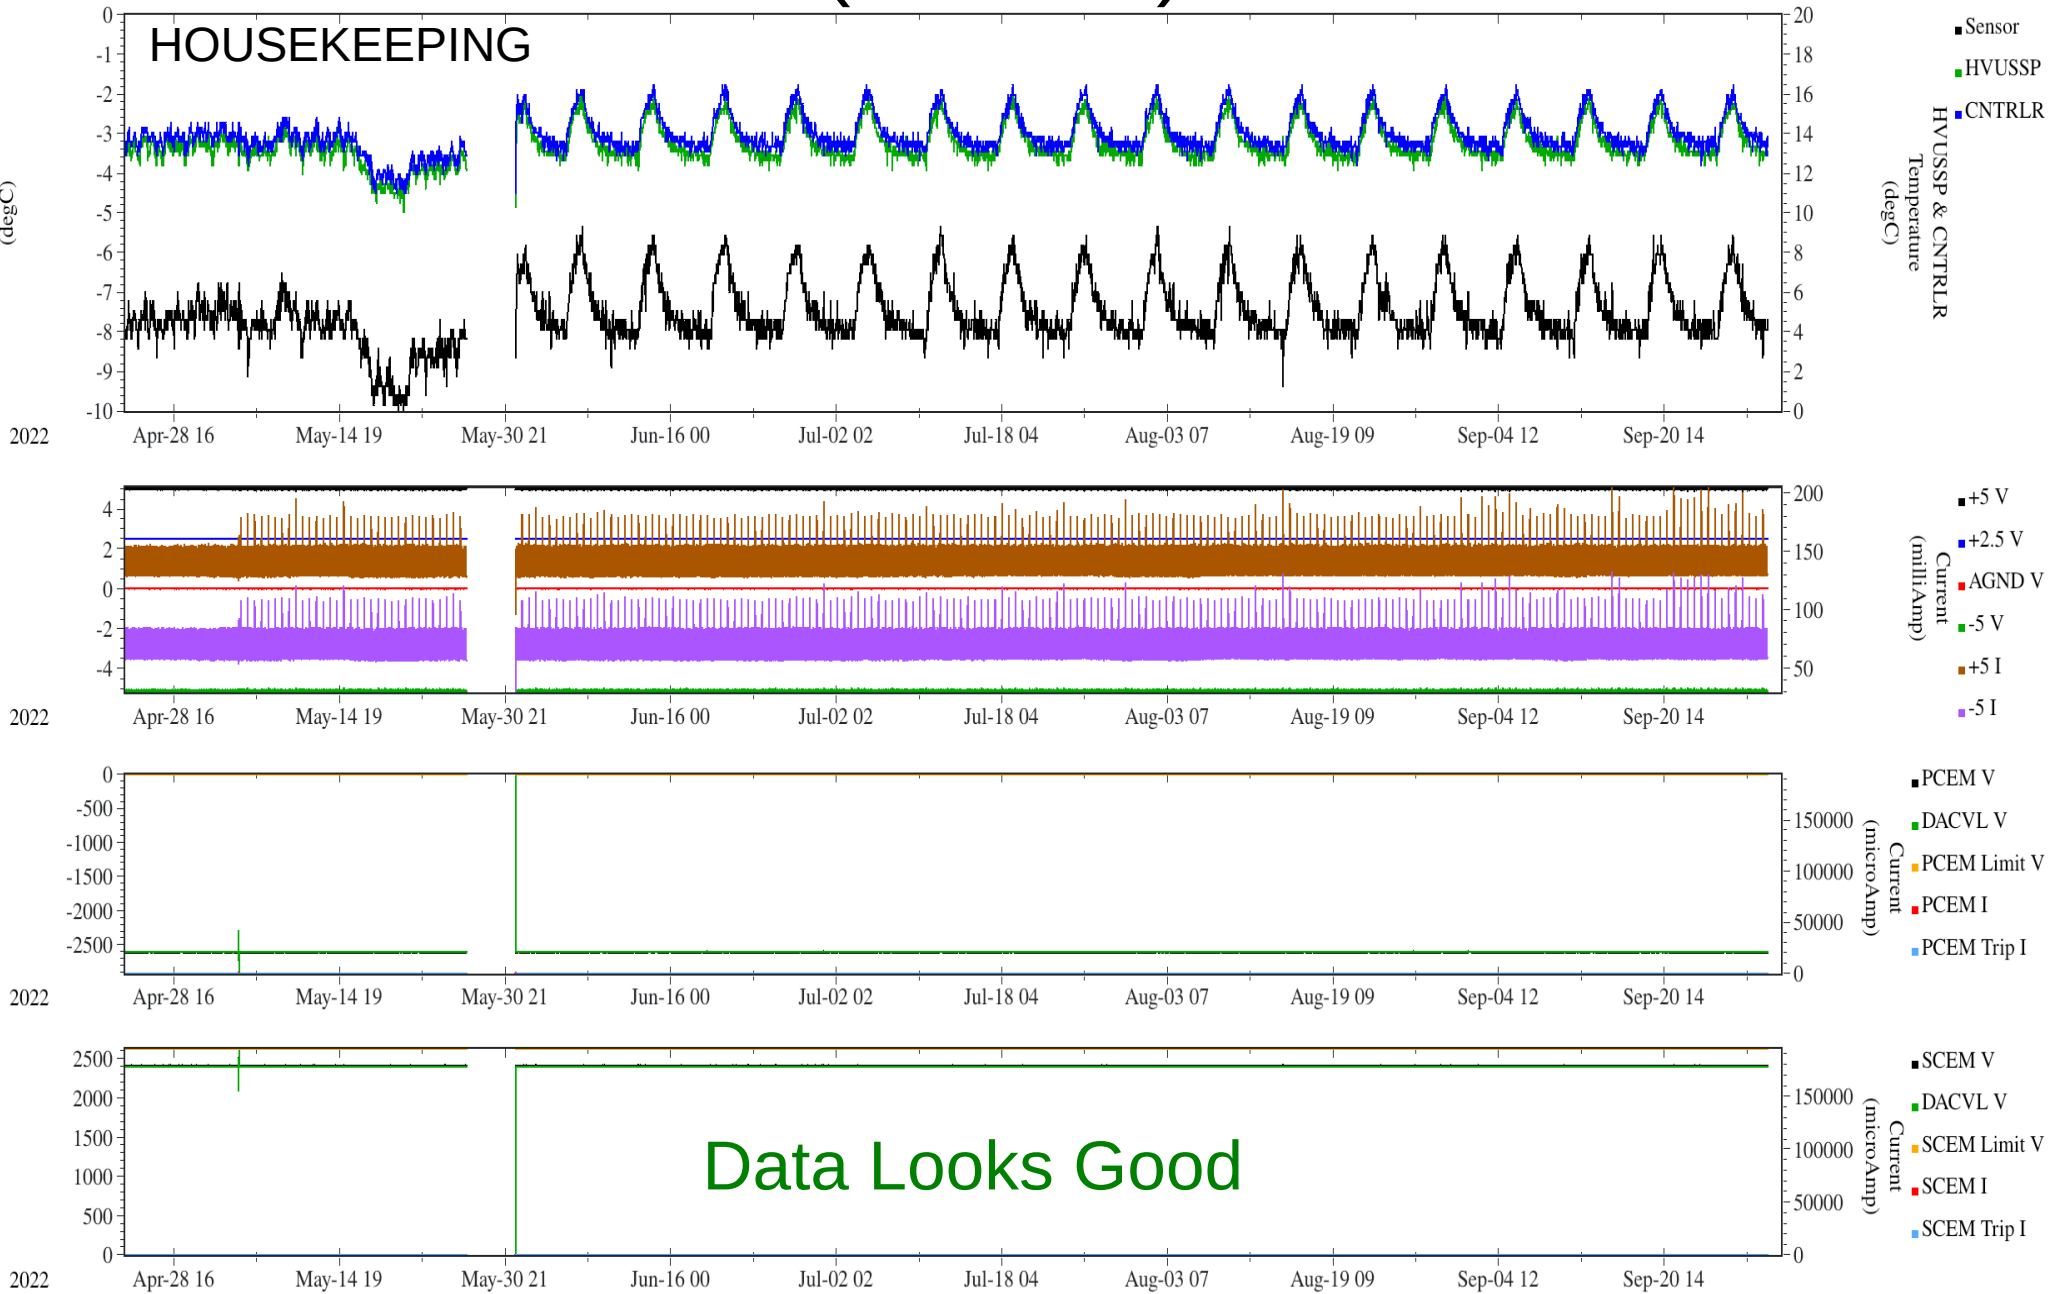 HOUSEKEEPING
0
-1
-2
-3
-4
-5
-6
-7
-8
-9
-10
(degC)
20
18
16
14
12
10
8
6
4
2
0
HVUSSP & CNTRLR
Temperature
(degC)
Sensor
HVUSSP
CNTRLR
2022
Apr-28 16 May-14 19 May-30 21 Jun-16 00 Jul-02 02 Jul-18 04 Aug-03 07 Aug-19 09 Sep-04 12 Sep-20 14
4
2
0
-2
-4
200
150
100
50
Current
(milliAmp)
+5 V
+2.5 V
AGND V
-5 V
+5 I
-5 I
2022
Apr-28 16 May-14 19 May-30 21 Jun-16 00 Jul-02 02 Jul-18 04 Aug-03 07 Aug-19 09 Sep-04 12 Sep-20 14
0
-500
-1000
-1500
-2000
-2500
150000
100000
50000
0
Current
(microAmp)
PCEM V
DACVL V
PCEM Limit V
PCEM I
PCEM Trip I
2022
Apr-28 16 May-14 19 May-30 21 Jun-16 00 Jul-02 02 Jul-18 04 Aug-03 07 Aug-19 09 Sep-04 12 Sep-20 14
2500
2000
1500
1000
500
0
Data Looks Good
150000
100000
50000
0
Current
(microAmp)
SCEM V
DACVL V
SCEM Limit V
SCEM I
SCEM Trip I
2022
Apr-28 16 May-14 19 May-30 21 Jun-16 00 Jul-02 02 Jul-18 04 Aug-03 07 Aug-19 09 Sep-04 12 Sep-20 14